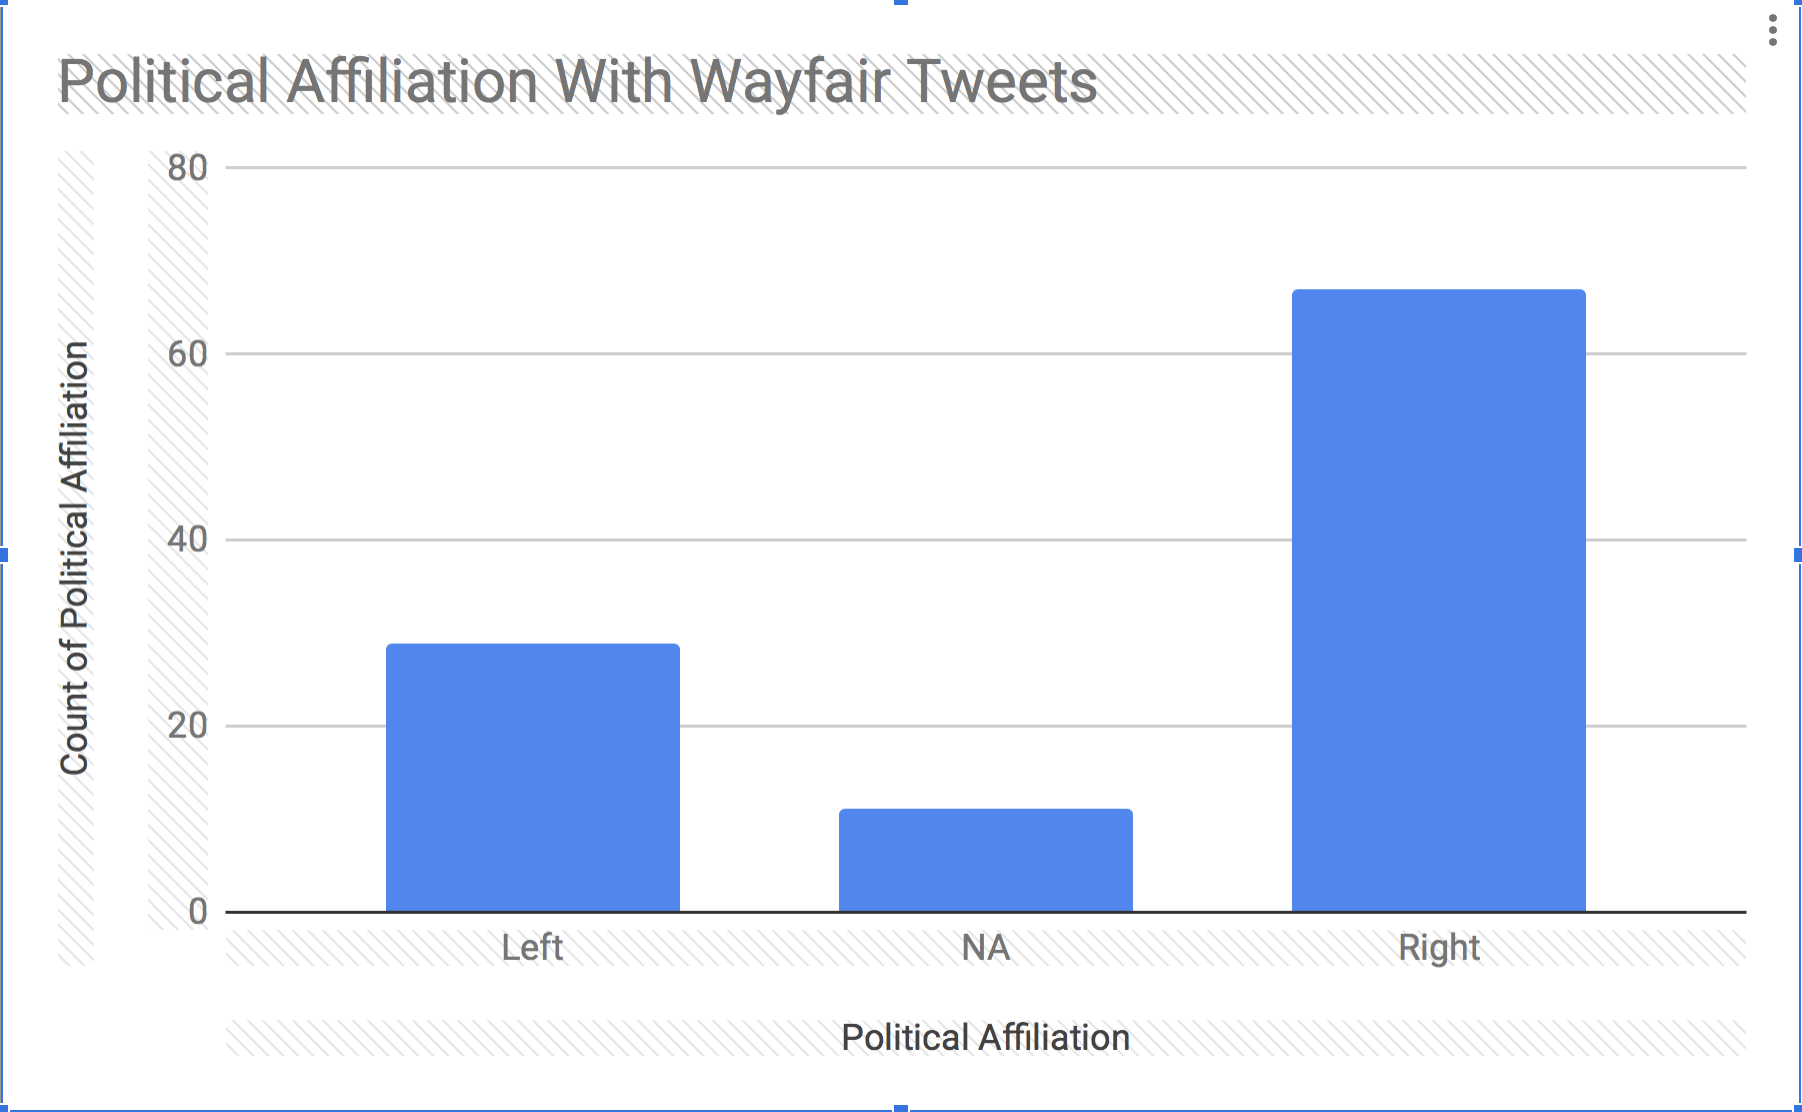 Political Affiliation With Wayfair Tweets
Count of Political Affiliation
80
60
40
20
0
Left
NA
Right
Political Affiliation